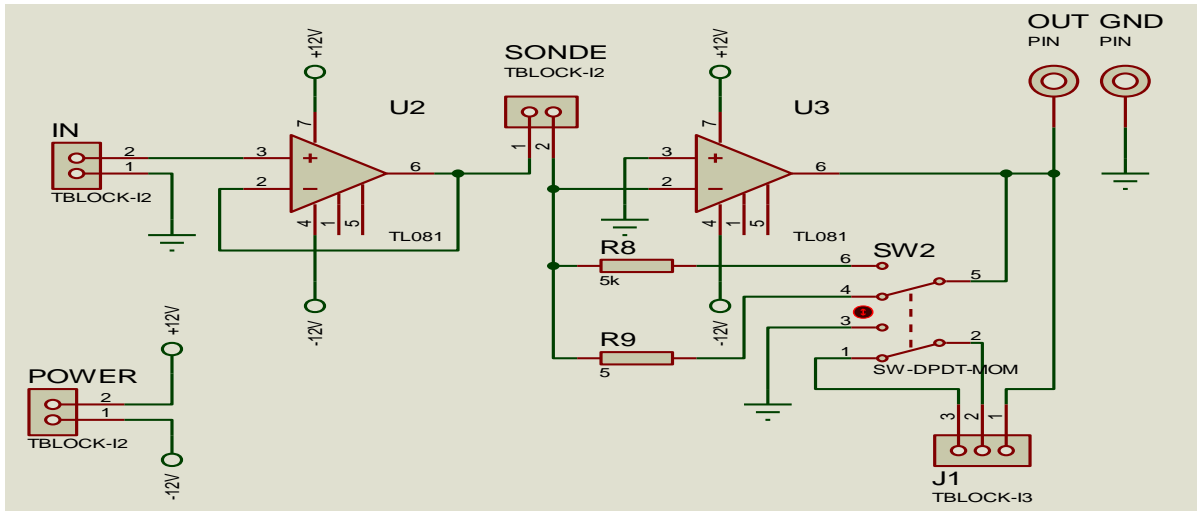 OUT GND
PIN PIN
+12V
SONDE
TBLOCK-I2
+12V
U2
7
IN
2
1
TBLOCK-I2
3
2
+
−
6
4
1
5
TL081
-12V
1
2
U3
7
3
2
+
−
6
4
1
5
TL081
-12V
R8
5k
R9
5
SW2
6
5
4
3
2
1
SW-DPDT-MOM
+12V
POWER
2
1
TBLOCK-I2
-12V
3
2
1
J1
TBLOCK-I3